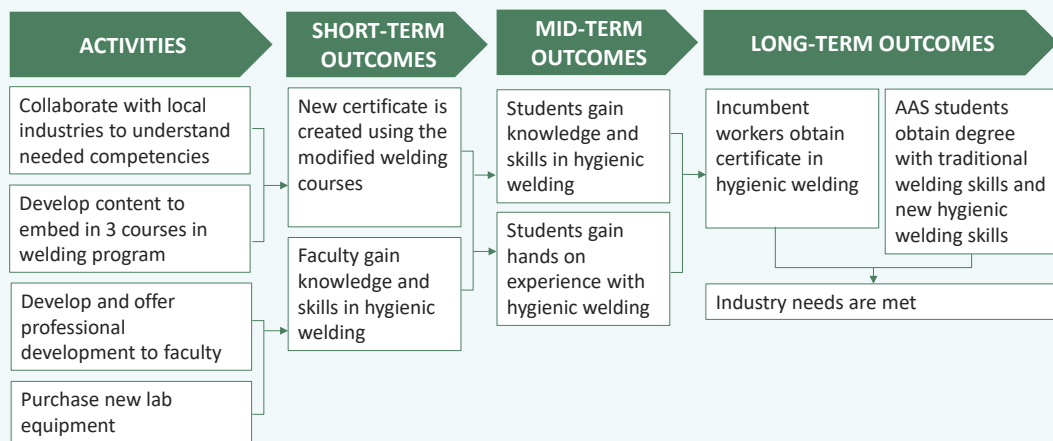 ACTIVITIES
SHORT-TERM
OUTCOMES
MID-TERM
OUTCOMES
LONG-TERM OUTCOMES
Collaborate with local
industries to understand
needed competencies
Develop content to
embed in 3 courses in
welding program
Develop and offer
professional
development to faculty
Purchase new lab
equipment
New certificate is
created using the
modified welding
courses
Faculty gain
knowledge and
skills in hygienic
welding
Students gain
knowledge and
skills in hygienic
welding
Students gain
hands on
experience with
hygienic welding
Incumbent
workers obtain
certificate in
hygienic welding
AAS students
obtain degree
with traditional
welding skills and
new hygienic
welding skills
Industry needs are met